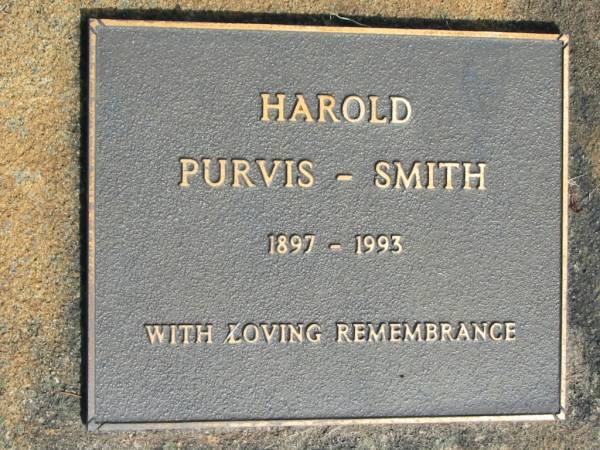 HAROLD
PURVIS - SMITH
1897 - 1993
WITH LOVING REMEMBRANCE